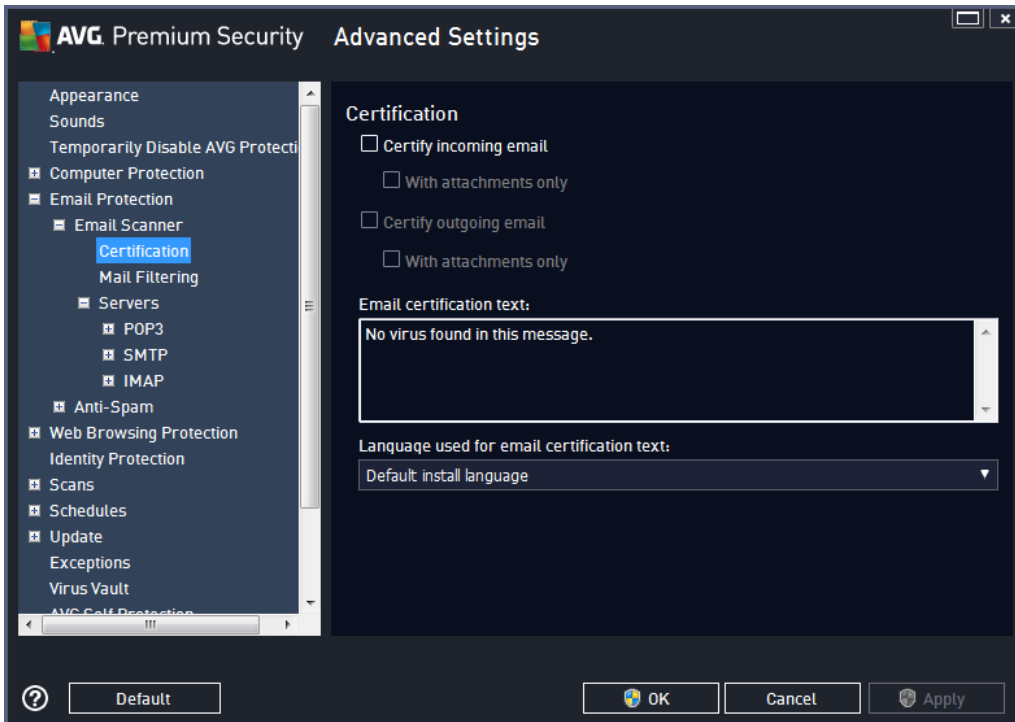 AVG. Premium Security Advanced Settings
Appearance
Sounds
Temporarily Disable AVG Protecti
Computer Protection
Email Protection
Email Scanner
Certification
Mail Filtering
Servers
POP3
SMTP
IMAP
Anti-Spam
Web Browsing Protection
Identity Protection
Scans
Schedules
Update
Exceptions
Virus Vault
AVG Self Protection
Certification
Certify incoming email
With attachments only
Certify outgoing email
With attachments only
Email certification text:
No virus found in this message.
Language used for email certification text:
Default install language
Default
OK
Cancel
Apply